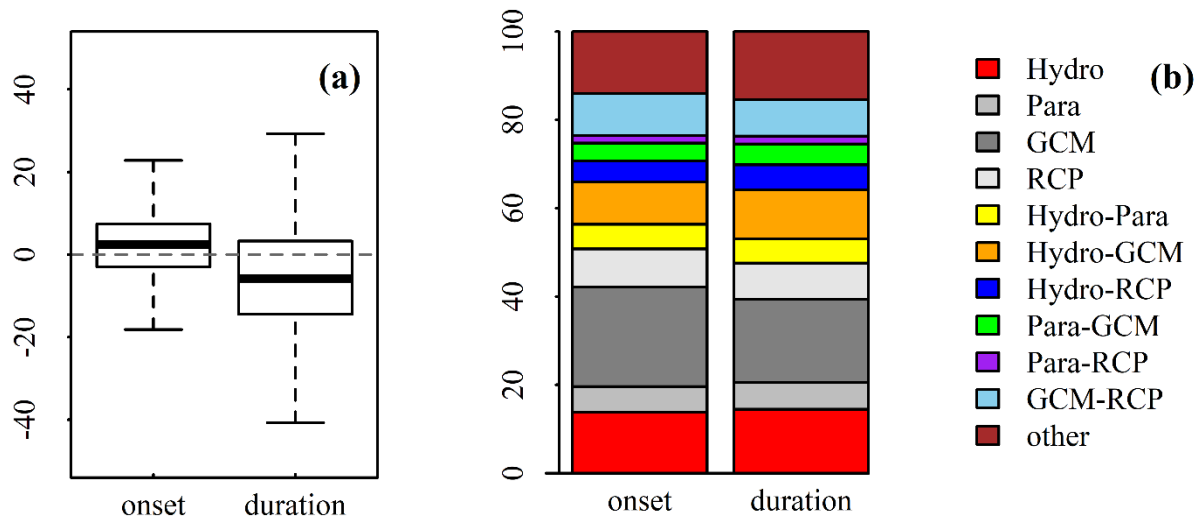 (a)
40
20
0
-20
-40
onset duration
100
80
60
40
20
0
onset duration
(b)
Hydro
Para
GCM
RCP
Hydro-Para
Hydro-GCM
Hydro-RCP
Para-GCM
Para-RCP
GCM-RCP
other